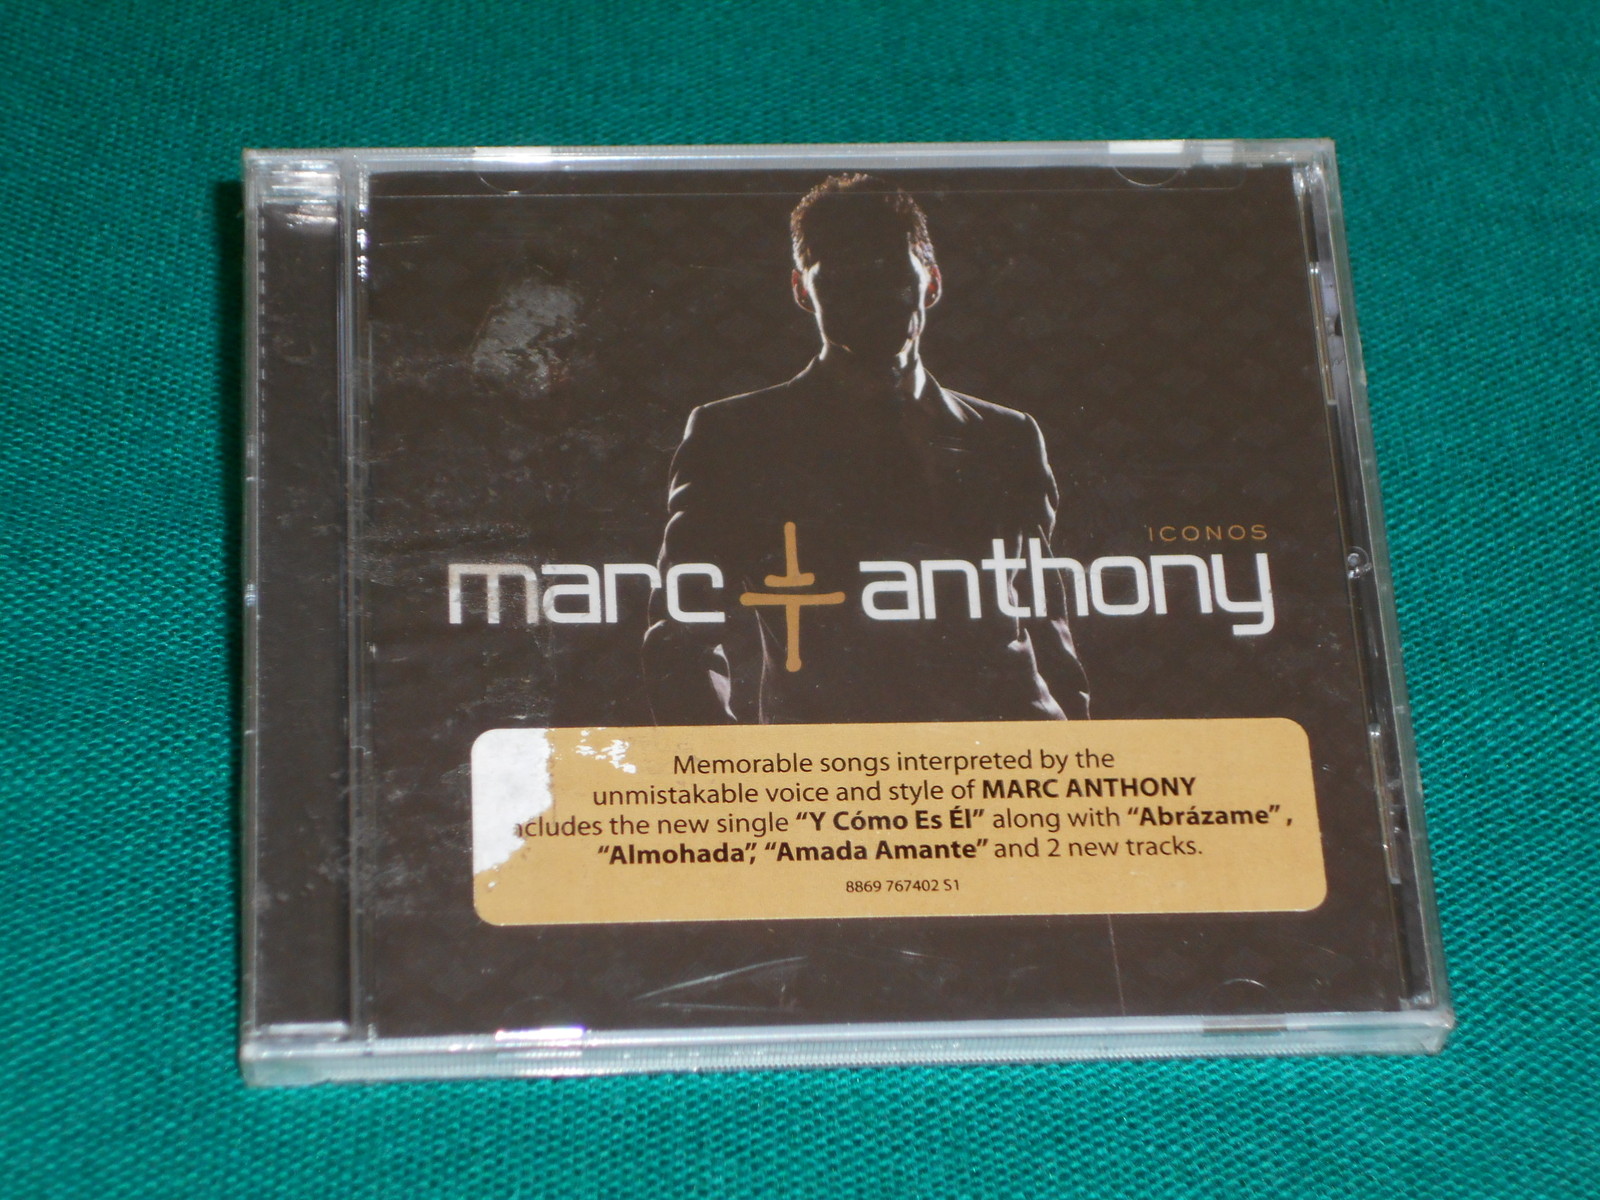 ICONOS
marc anthony
Memorable songs interpreted by the
unmistakable voice and style of MARC ANTHONY
the new single “Y Cómo Es Él” along with “Abrázame” ,
“Almohada”, “Amada Amante” and 2 new tracks.
8869 767402 S1